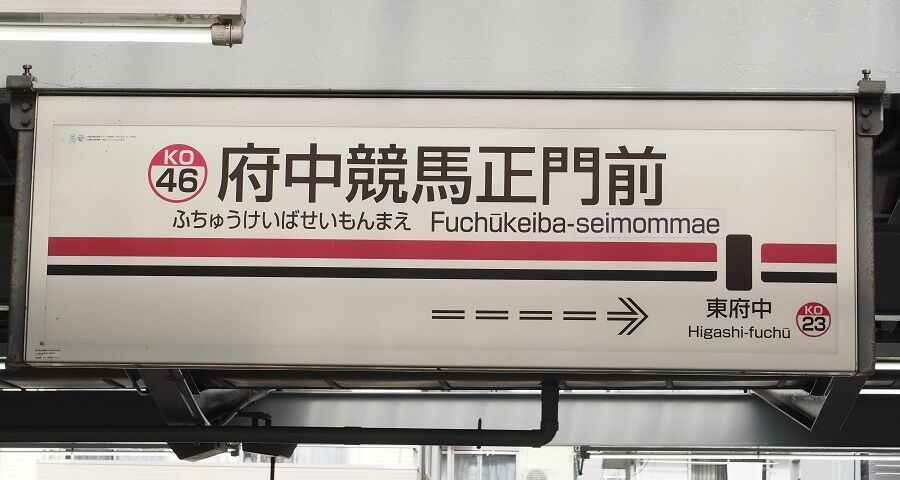 KO
46
府中競馬正門前
ふちゅうけいばせいもんまえ Fuchūkeiba-seimommae
東府中
Higashi-fuchū
KO
23